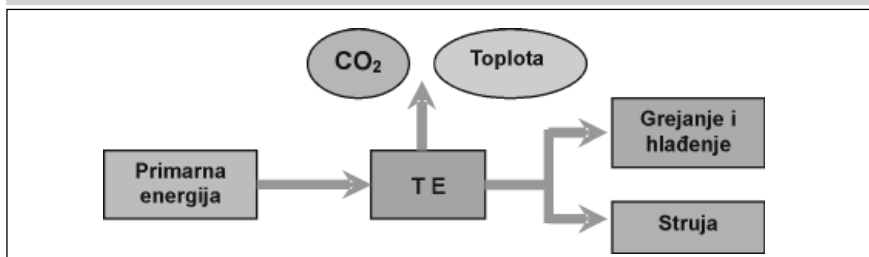 CO₂
Toplota
Grejanje i
hlađenje
Primarna
energija
T E
Struja